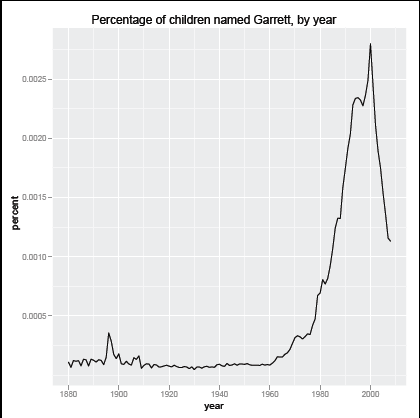 Percentage of children named Garrett, by year
0.0025
0.0020
0.0015
0.0010
0.0005
percent
1880 1900 1920 1940 1960 1980 2000
year